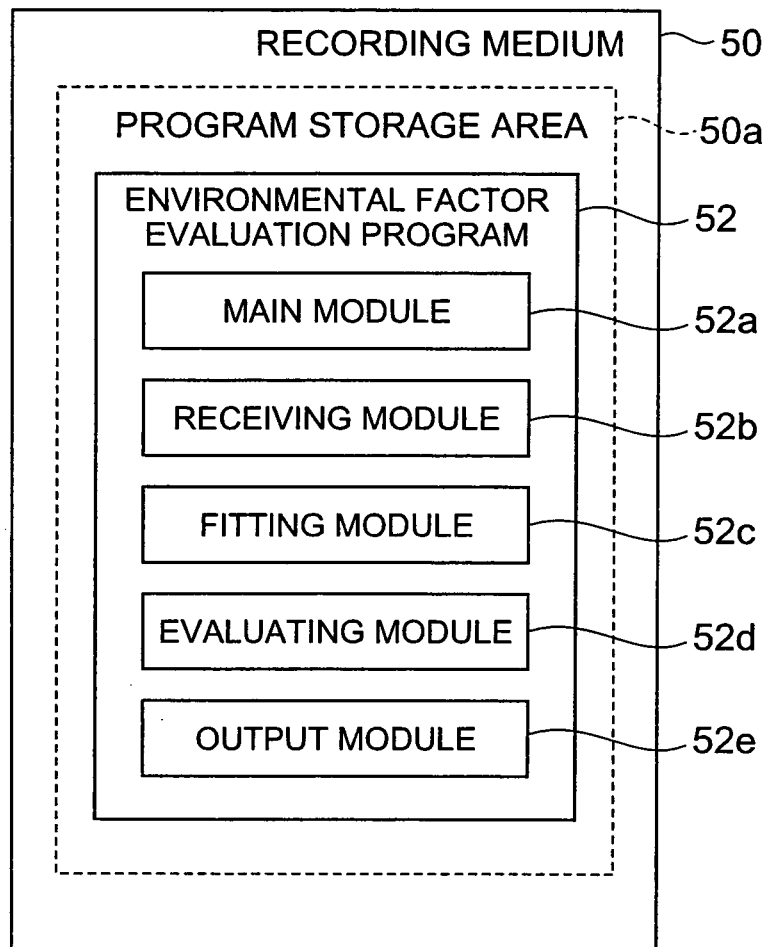 RECORDING MEDIUM 50
PROGRAM STORAGE AREA 50a
ENVIRONMENTAL FACTOR
EVALUATION PROGRAM 52
MAIN MODULE 52a
RECEIVING MODULE 52b
FITTING MODULE 52c
EVALUATING MODULE 52d
OUTPUT MODULE 52e